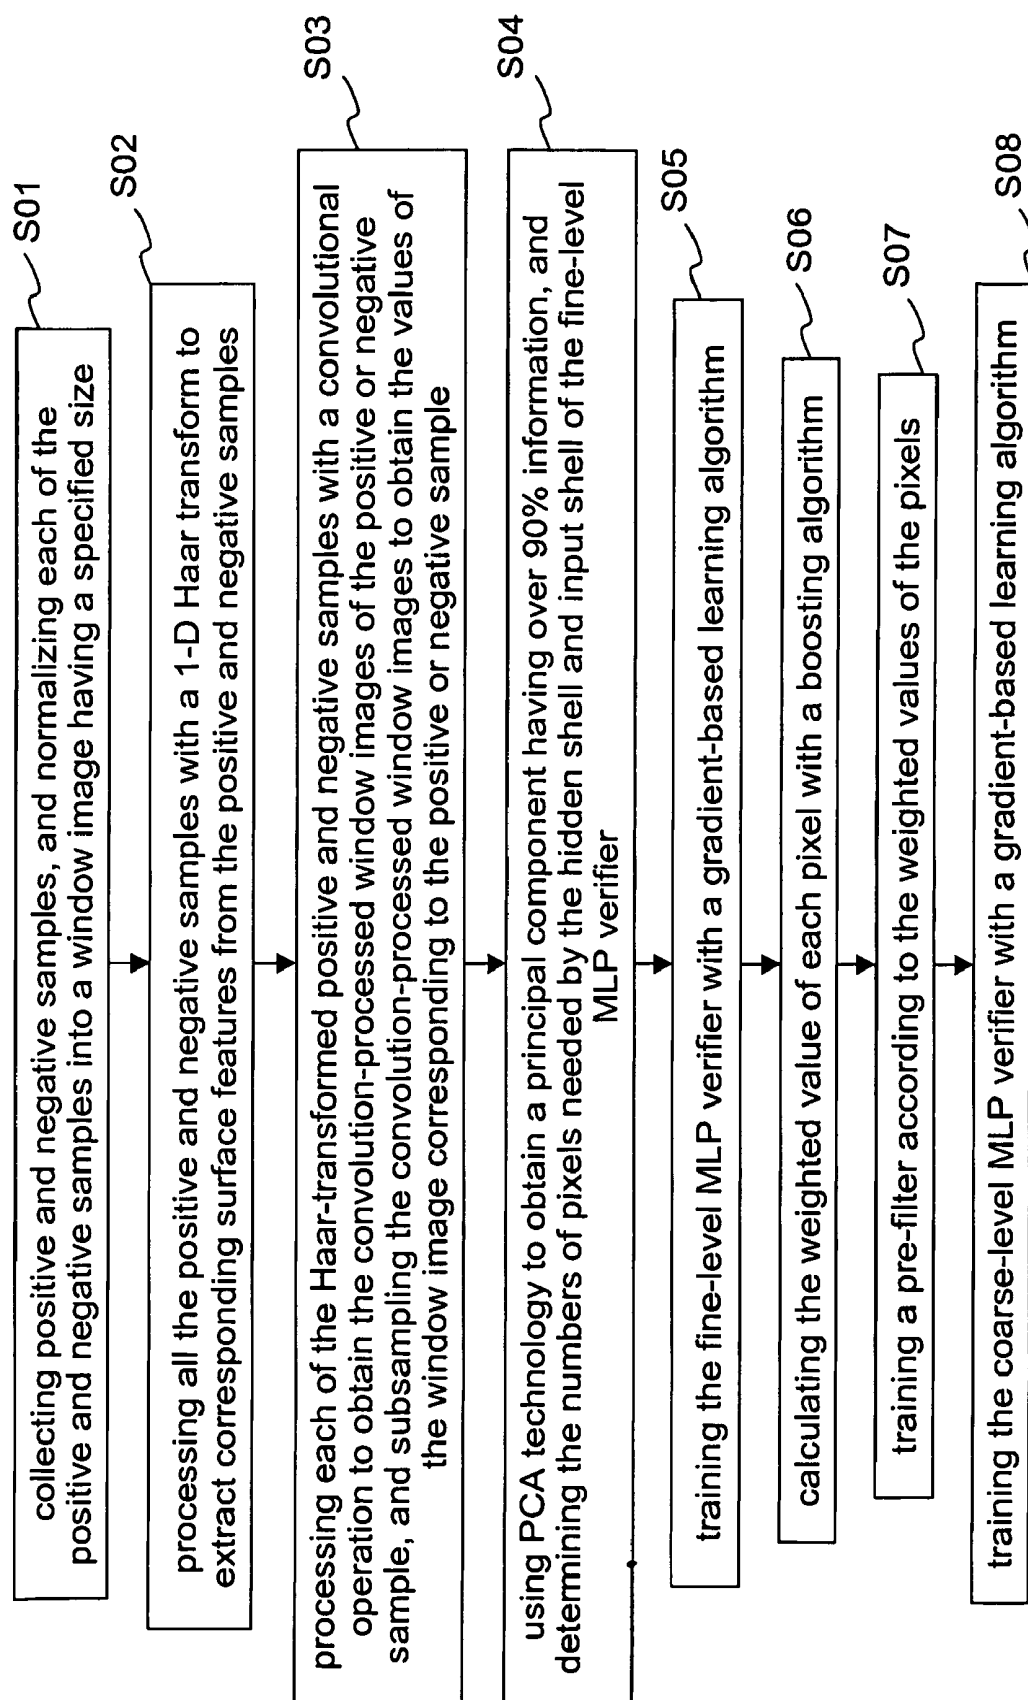 S01
collecting positive and negative samples, and normalizing each of the
positive and negative samples into a window image having a specified size
S02
processing all the positive and negative samples with a 1-D Haar transform to
extract corresponding surface features from the positive and negative samples
S03
processing each of the Haar-transformed positive and negative samples with a convolutional
operation to obtain the convolution-processed window images of the positive or negative
sample, and subsampling the convolution-processed window images to obtain the values of
the window image corresponding to the positive or negative sample
S04
using PCA technology to obtain a principal component having over 90% information, and
determining the numbers of pixels needed by the hidden shell and input shell of the fine-level
MLP verifier
S05
training the fine-level MLP verifier with a gradient-based learning algorithm
S06
calculating the weighted value of each pixel with a boosting algorithm
S07
training a pre-filter according to the weighted values of the pixels
S08
training the coarse-level MLP verifier with a gradient-based learning algorithm